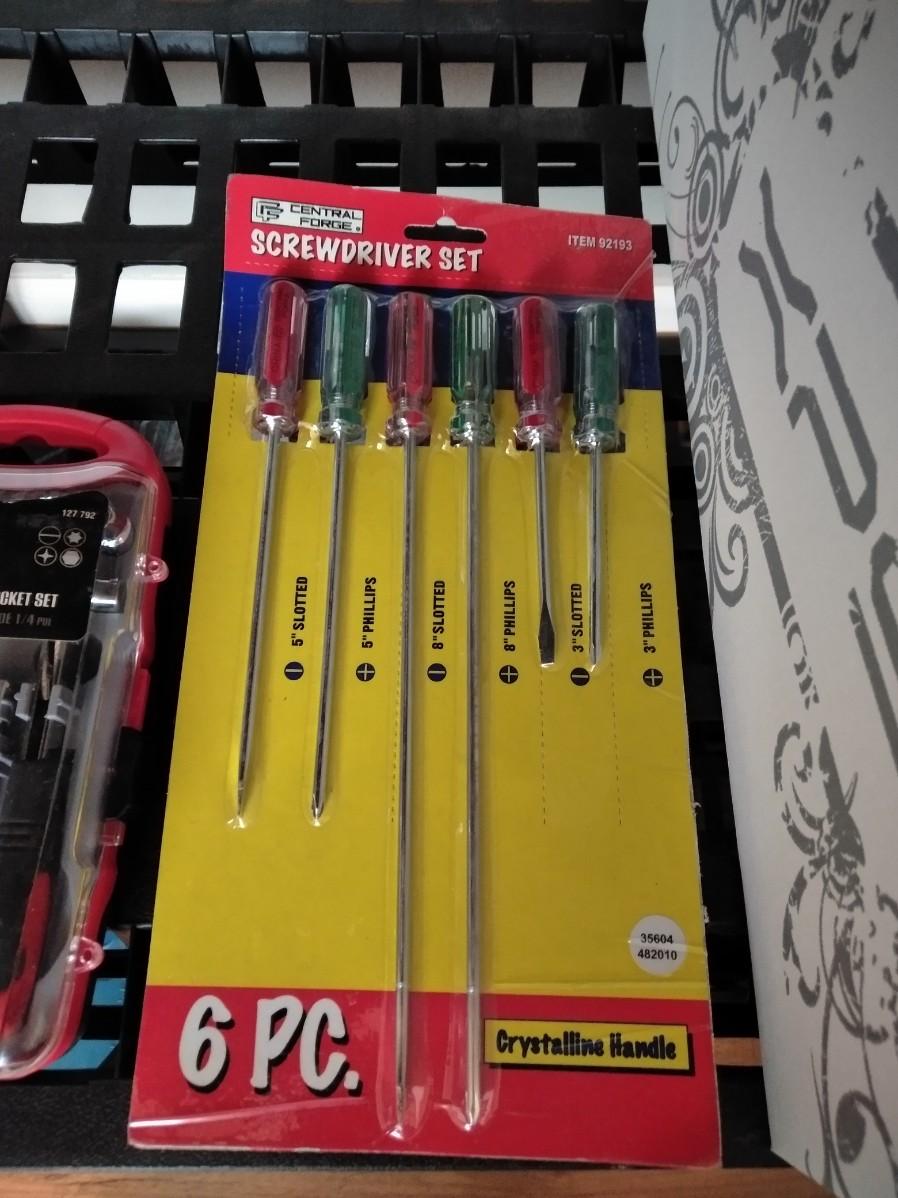 CENTRAL
FORGE®
SCREWDRIVER SET
ITEM 92193
5" SLOTTED
5" PHILLIPS
8" SLOTTED
8" PHILLIPS
3" SLOTTED
3" PHILLIPS
35604
482010
6 PC.
Crystalline Handle
127 792
CKET SET
DE 1/4 PUL